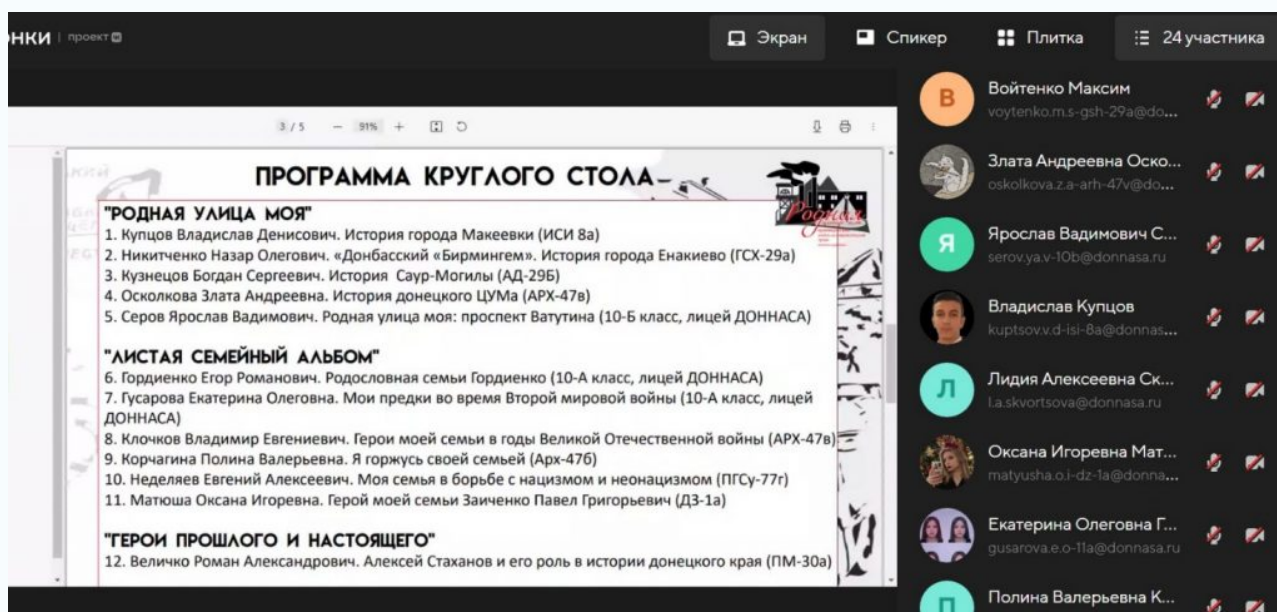 ОНКИ | проект
Экран
Спикер
Плитка
24 участника
3 / 5 — 91% +
ПРОГРАММА КРУГЛОГО СТОЛА
Родная
"РОДНАЯ УЛИЦА МОЯ"
1. Купцов Владислав Денисович. История города Макеевки (ИСИ 8а)
2. Никитченко Назар Олегович. «Донбасский «Бирмингем». История города Енакиево (ГСХ-29а)
3. Кузнецов Богдан Сергеевич. История Саур-Могилы (АД-29Б)
4. Осколкова Злата Андреевна. История донецкого ЦУМа (АРХ-47в)
5. Серов Ярослав Вадимович. Родная улица моя: проспект Ватутина (10-Б класс, лицей ДОННАСА)
"ЛИСТАЯ СЕМЕЙНЫЙ АЛЬБОМ"
6. Гордиенко Егор Романович. Родословная семьи Гордиенко (10-А класс, лицей ДОННАСА)
7. Гусарова Екатерина Олеговна. Мои предки во время Второй мировой войны (10-А класс, лицей
ДОННАСА)
8. Клочков Владимир Евгениевич. Герои моей семьи в годы Великой Отечественной войны (АРХ-47в)
9. Корчагина Полина Валерьевна. Я горжусь своей семьей (Арх-47б)
10. Неделяев Евгений Алексеевич. Моя семья в борьбе с нацизмом и неонацизмом (ПГСу-77г)
11. Матюша Оксана Игоревна. Герой моей семьи Заиченко Павел Григорьевич (ДЗ-1а)
"ГЕРОИ ПРОШЛОГО И НАСТОЯЩЕГО"
12. Величко Роман Александрович. Алексей Стаханов и его роль в истории донецкого края (ПМ-30а)
В
Войтенко Максим
voytenko.m.s-gsh-29a@do...
Злата Андреевна Оско...
oskolkova.z.a-arh-47v@do...
Я
Ярослав Вадимович С...
serov.ya.v-10b@donnasa.ru
Владислав Купцов
kuptsov.v.d-isi-8a@donnas...
Л
Лидия Алексеевна Ск...
l.a.skvortsova@donnasa.ru
Оксана Игоревна Мат...
matyusha.o.i-dz-1a@donna...
Екатерина Олеговна Г...
gusarova.e.o-11a@donnasa.ru
П
Полина Валерьевна К...